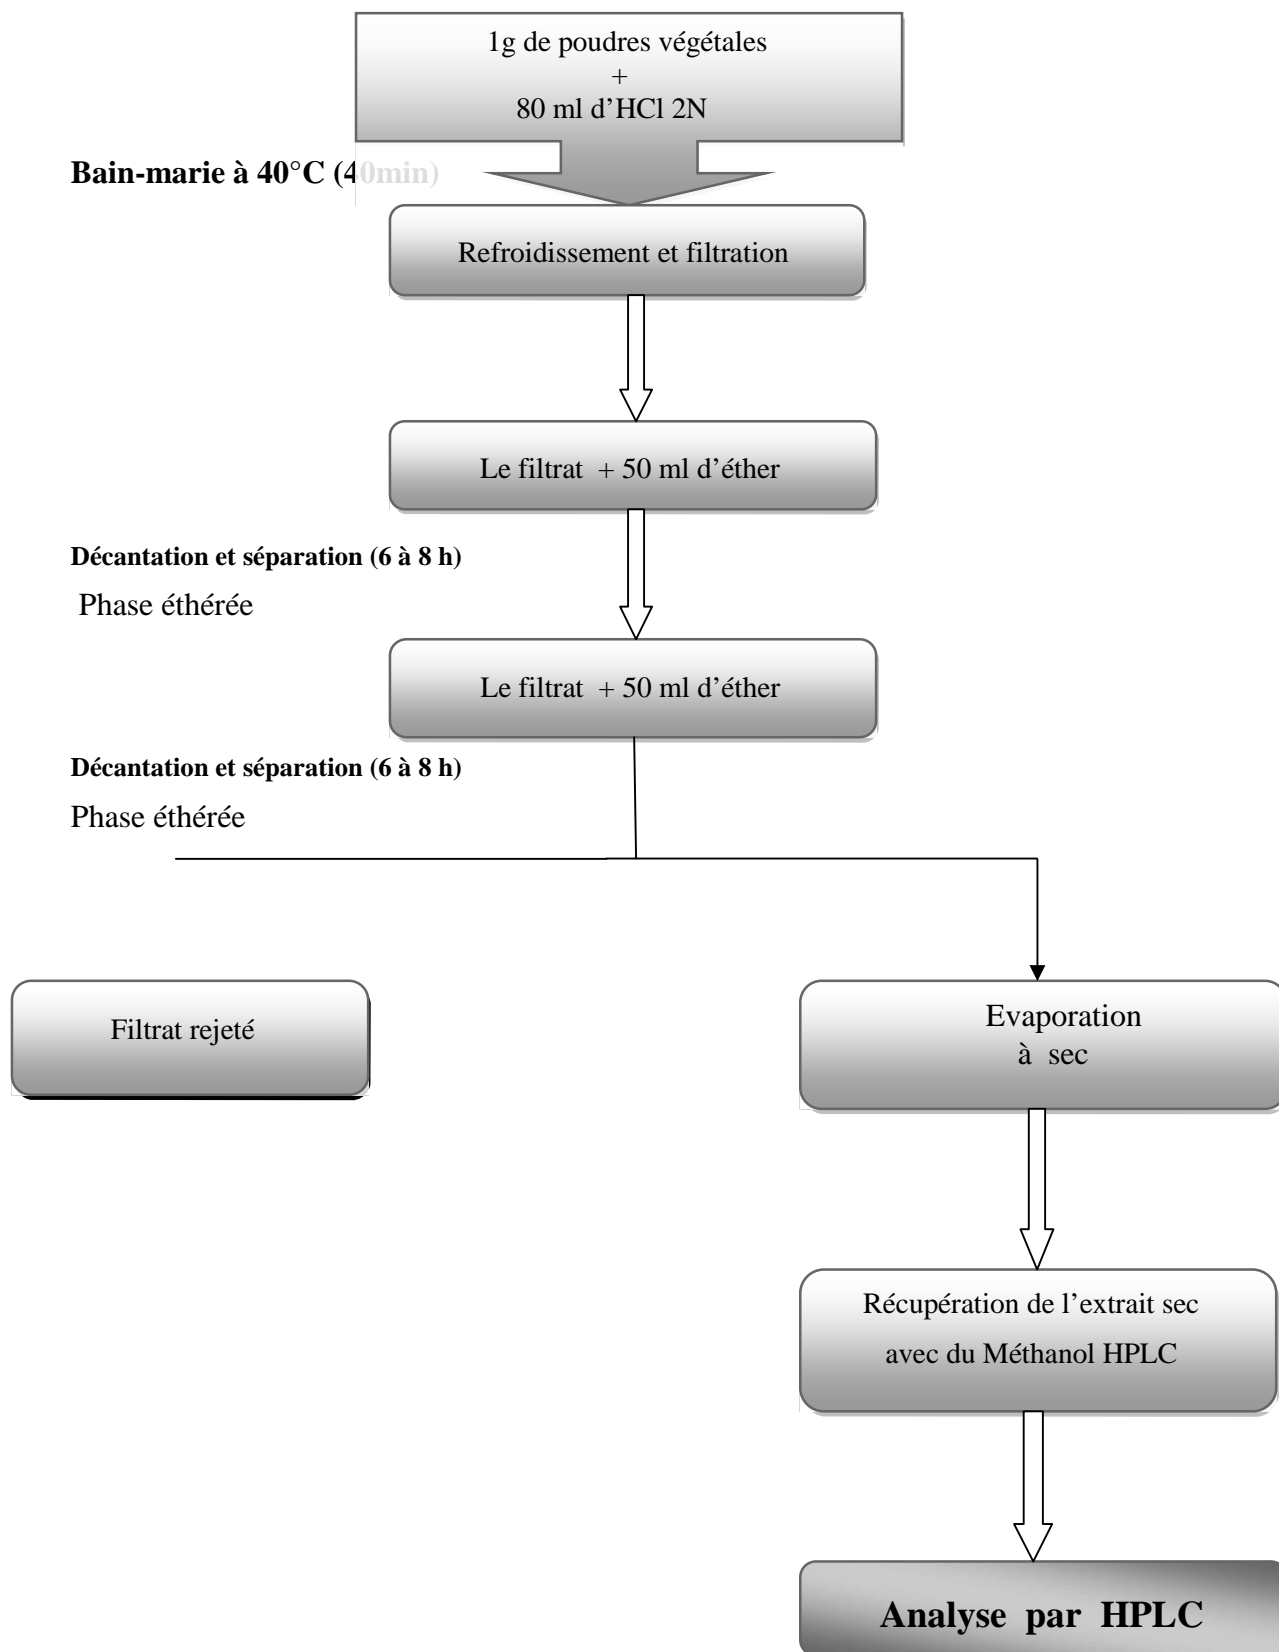 1g de poudres végétales
+
80 ml d’HCl 2N
Bain-marie à 40°C (40min)
Refroidissement et filtration
Le filtrat + 50 ml d’éther
Décantation et séparation (6 à 8 h)
Phase éthérée
Le filtrat + 50 ml d’éther
Décantation et séparation (6 à 8 h)
Phase éthérée
Filtrat rejeté
Evaporation
à sec
Récupération de l’extrait sec
avec du Méthanol HPLC
Analyse par HPLC